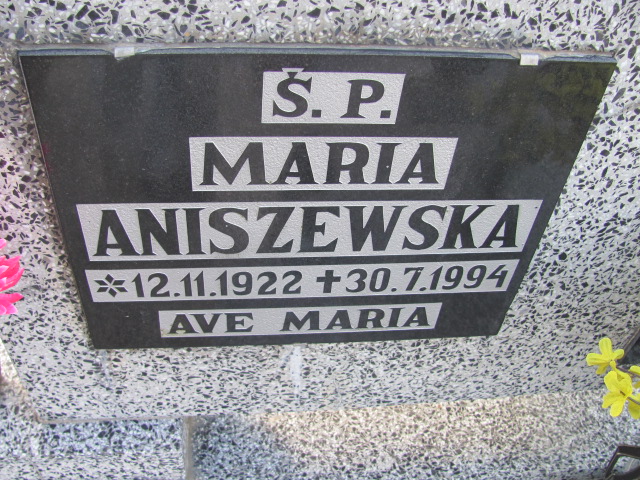 Ś. P.
MARIA
ANISZEWSKA
* 12.11.1922 ✝ 30.7.1994
AVE MARIA